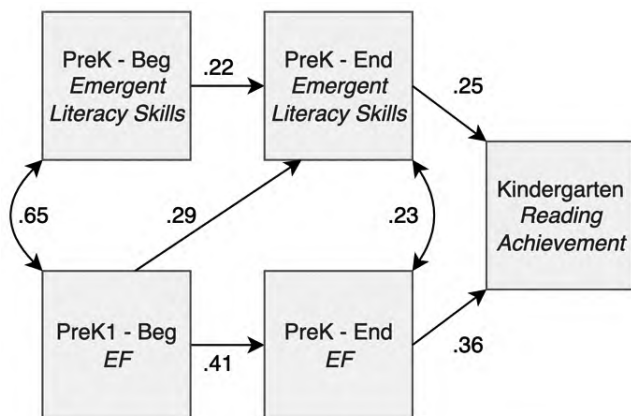 PreK - Beg
Emergent
Literacy Skills
.22
PreK - End
Emergent
Literacy Skills
.25
.65
.29
.23
Kindergarten
Reading
Achievement
PreK1 - Beg
EF
.41
PreK - End
EF
.36